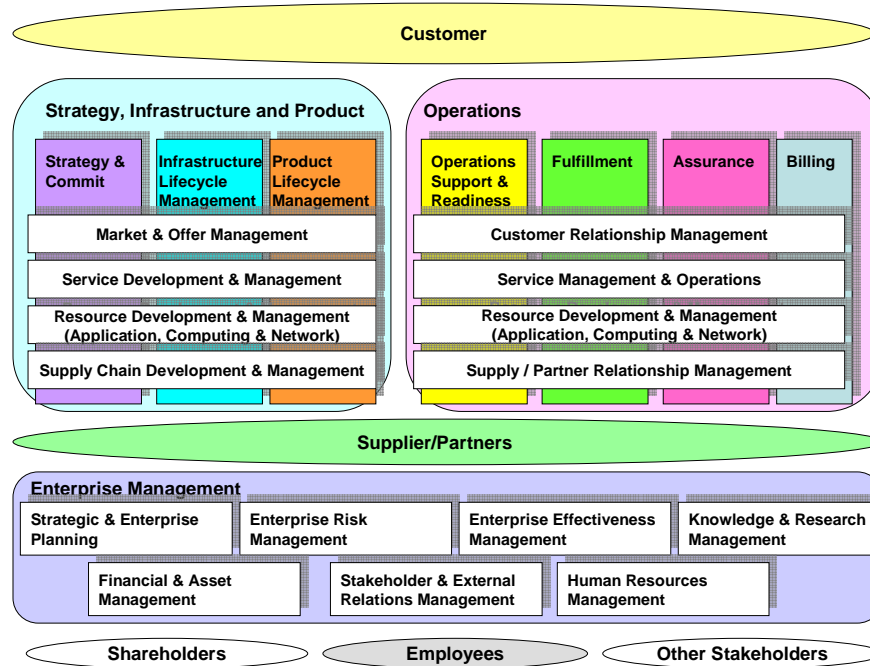 Customer
Strategy, Infrastructure and Product
Strategy &
Commit
Infrastructure
Lifecycle
Management
Product
Lifecycle
Management
Market & Offer Management
Service Development & Management
Resource Development & Management
(Application, Computing & Network)
Supply Chain Development & Management
Operations
Operations
Support &
Readiness
Fulfillment
Assurance
Billing
Customer Relationship Management
Service Management & Operations
Resource Development & Management
(Application, Computing & Network)
Supply / Partner Relationship Management
Supplier/Partners
Enterprise Management
Strategic & Enterprise
Planning
Enterprise Risk
Management
Enterprise Effectiveness
Management
Knowledge & Research
Management
Financial & Asset
Management
Stakeholder & External
Relations Management
Human Resources
Management
Shareholders
Employees
Other Stakeholders